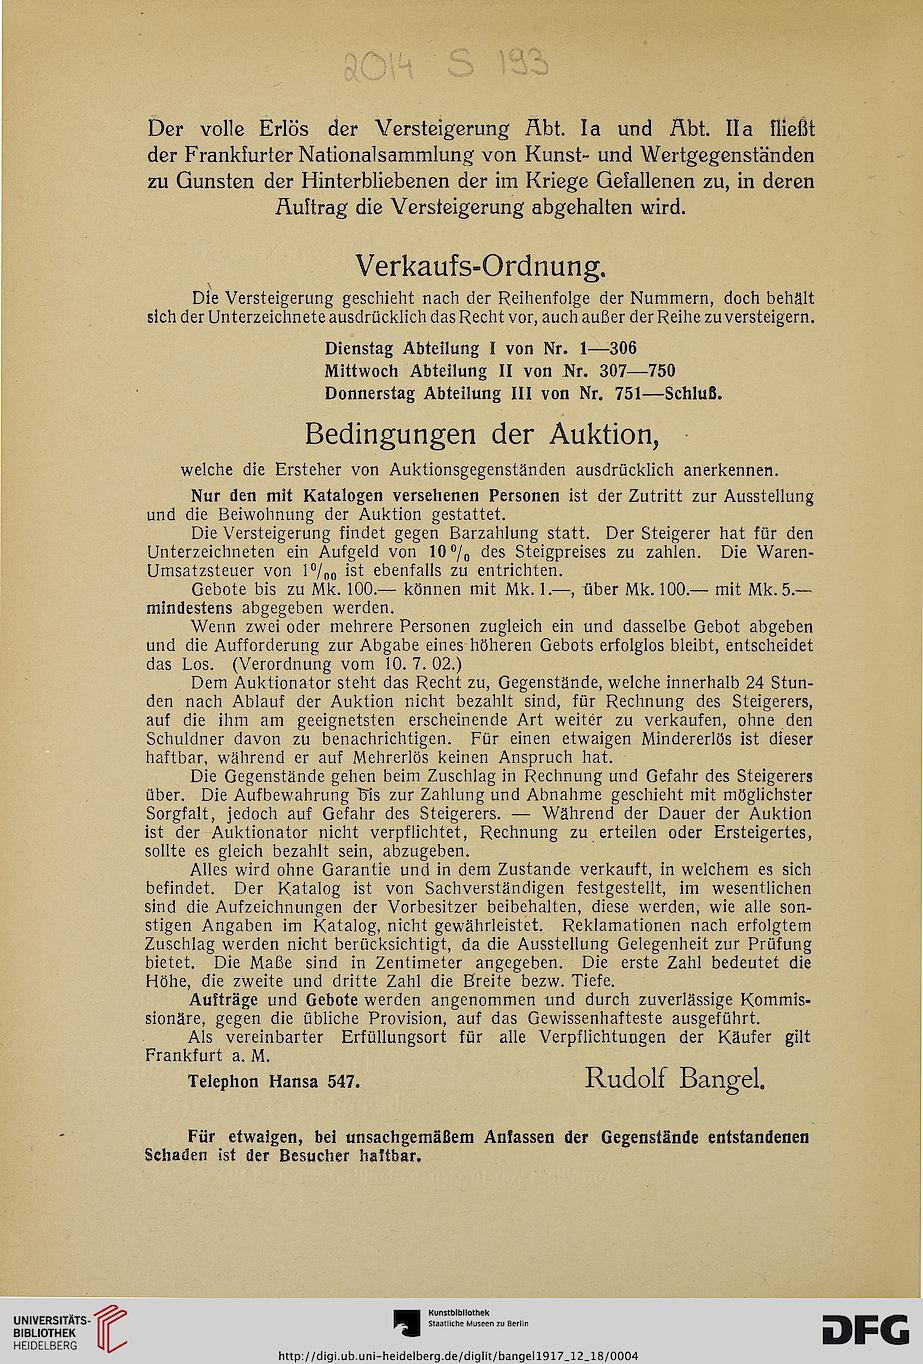 2014 S 193
Der volle Erlös der Versteigerung Abt. Ia und Abt. IIa fließt
der Frankfurter Nationalsammlung von Kunst- und Wertgegenständen
zu Gunsten der Hinterbliebenen der im Kriege Gefallenen zu, in deren
Auftrag die Versteigerung abgehalten wird.
Verkaufs-Ordnung.
Die Versteigerung geschieht nach der Reihenfolge der Nummern, doch behält
sich der Unterzeichnete ausdrücklich das Recht vor, auch außer der Reihe zu versteigern.
Dienstag Abteilung I von Nr. 1—306
Mittwoch Abteilung II von Nr. 307—750
Donnerstag Abteilung III von Nr. 751—Schluß.
Bedingungen der Auktion,
welche die Ersteher von Auktionsgegenständen ausdrücklich anerkennen.
Nur den mit Katalogen versehenen Personen ist der Zutritt zur Ausstellung
und die Beiwohnung der Auktion gestattet.
Die Versteigerung findet gegen Barzahlung statt. Der Steigerer hat für den
Unterzeichneten ein Aufgeld von 10 % des Steigpreises zu zahlen. Die Waren-
Umsatzsteuer von 1‰ ist ebenfalls zu entrichten.
Gebote bis zu Mk. 100.— können mit Mk. 1.—, über Mk. 100.— mit Mk. 5.—
mindestens abgegeben werden.
Wenn zwei oder mehrere Personen zugleich ein und dasselbe Gebot abgeben
und die Aufforderung zur Abgabe eines höheren Gebots erfolglos bleibt, entscheidet
das Los. (Verordnung vom 10. 7. 02.)
Dem Auktionator steht das Recht zu, Gegenstände, welche innerhalb 24 Stun-
den nach Ablauf der Auktion nicht bezahlt sind, für Rechnung des Steigerers,
auf die ihm am geeignetsten erscheinende Art weiter zu verkaufen, ohne den
Schuldner davon zu benachrichtigen. Für einen etwaigen Mindererlös ist dieser
haftbar, während er auf Mehrerlös keinen Anspruch hat.
Die Gegenstände gehen beim Zuschlag in Rechnung und Gefahr des Steigerers
über. Die Aufbewahrung bis zur Zahlung und Abnahme geschieht mit möglichster
Sorgfalt, jedoch auf Gefahr des Steigerers. — Während der Dauer der Auktion
ist der Auktionator nicht verpflichtet, Rechnung zu erteilen oder Ersteigertes,
sollte es gleich bezahlt sein, abzugeben.
Alles wird ohne Garantie und in dem Zustande verkauft, in welchem es sich
befindet. Der Katalog ist von Sachverständigen festgestellt, im wesentlichen
sind die Aufzeichnungen der Vorbesitzer beibehalten, diese werden, wie alle son-
stigen Angaben im Katalog, nicht gewährleistet. Reklamationen nach erfolgtem
Zuschlag werden nicht berücksichtigt, da die Ausstellung Gelegenheit zur Prüfung
bietet. Die Maße sind in Zentimeter angegeben. Die erste Zahl bedeutet die
Höhe, die zweite und dritte Zahl die Breite bezw. Tiefe.
Aufträge und Gebote werden angenommen und durch zuverlässige Kommis-
sionäre, gegen die übliche Provision, auf das Gewissenhafteste ausgeführt.
Als vereinbarter Erfüllungsort für alle Verpflichtungen der Käufer gilt
Frankfurt a. M.
Telephon Hansa 547. Rudolf Bangel.
Für etwaigen, bei unsachgemäßem Anfassen der Gegenstände entstandenen
Schaden ist der Besucher haftbar.
UNIVERSITÄTS-
BIBLIOTHEK
HEIDELBERG
Kunstbibliothek
Staatliche Museen zu Berlin
DFG
http://digi.ub.uni-heidelberg.de/diglit/bangel1917_12_18/0004